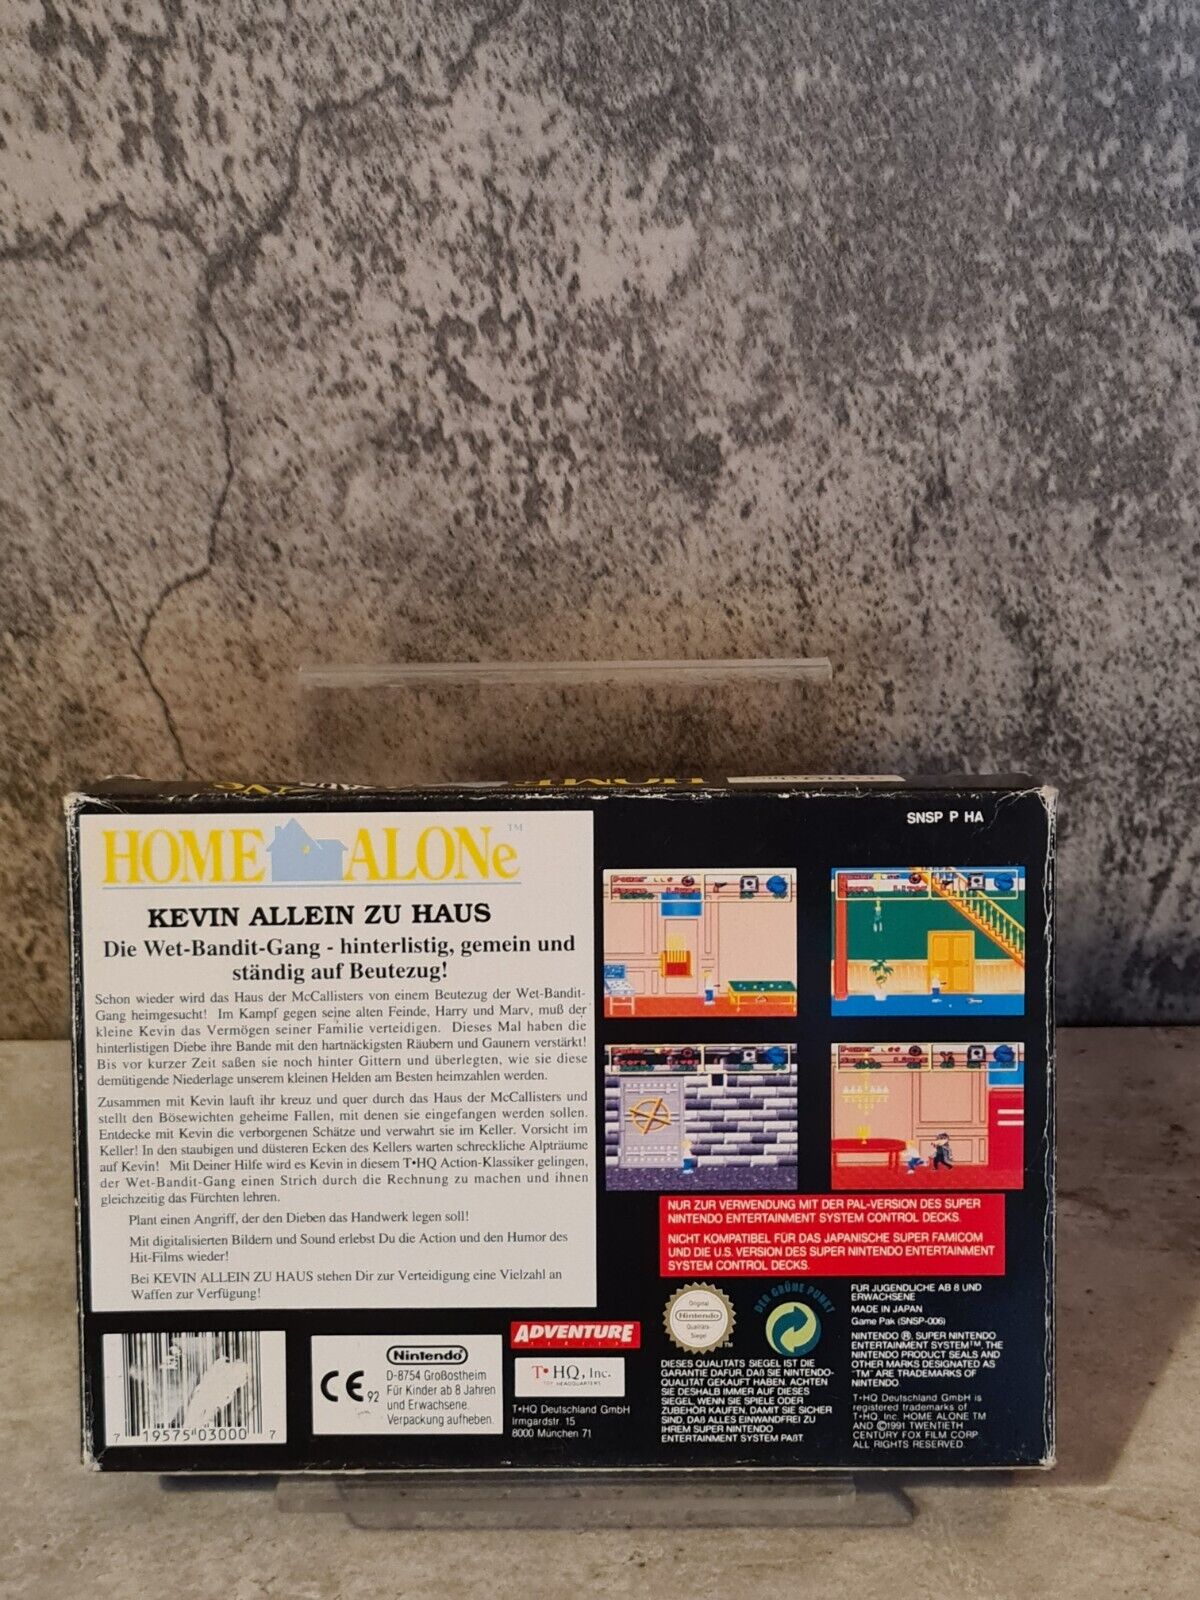 HOME
SNSP P HA
HOME ALONe™
KEVIN ALLEIN ZU HAUS
Die Wet-Bandit-Gang - hinterlistig, gemein und
ständig auf Beutezug!
Schon wieder wird das Haus der McCallisters von einem Beutezug der Wet-Bandit-
Gang heimgesucht! Im Kampf gegen seine alten Feinde, Harry und Marv, muß der
kleine Kevin das Vermögen seiner Familie verteidigen. Dieses Mal haben die
hinterlistigen Diebe ihre Bande mit den hartnäckigsten Räubern und Gaunern verstärkt!
Bis vor kurzer Zeit saßen sie noch hinter Gittern und überlegten, wie sie diese
demütigende Niederlage unserem kleinen Helden am Besten heimzahlen werden.
Zusammen mit Kevin lauft ihr kreuz und quer durch das Haus der McCallisters und
stellt den Bösewichten geheime Fallen, mit denen sie eingefangen werden sollen.
Entdecke mit Kevin die verborgenen Schätze und verwahrt sie im Keller. Vorsicht im
Keller! In den staubigen und düsteren Ecken des Kellers warten schreckliche Alpträume
auf Kevin! Mit Deiner Hilfe wird es Kevin in diesem T•HQ Action-Klassiker gelingen,
der Wet-Bandit-Gang einen Strich durch die Rechnung zu machen und ihnen
gleichzeitig das Fürchten lehren.
Plant einen Angriff, der den Dieben das Handwerk legen soll!
Mit digitalisierten Bildern und Sound erlebst Du die Action und den Humor des
Hit-Films wieder!
Bei KEVIN ALLEIN ZU HAUS stehen Dir zur Verteidigung eine Vielzahl an
Waffen zur Verfügung!
NUR ZUR VERWENDUNG MIT DER PAL-VERSION DES SUPER
NINTENDO ENTERTAINMENT SYSTEM CONTROL DECKS.
NICHT KOMPATIBEL FÜR DAS JAPANISCHE SUPER FAMICOM
UND DIE U.S. VERSION DES SUPER NINTENDO ENTERTAINMENT
SYSTEM CONTROL DECKS.
7 19575 03000 7
CE 92
Nintendo
D-8754 Großostheim
Für Kinder ab 8 Jahren
und Erwachsene.
Verpackung aufheben.
ADVENTURE
SERIES
T•HQ, Inc.
TOY HEADQUARTERS
T•HQ Deutschland GmbH
Irmgardstr. 15
8000 München 71
Original
Nintendo
Qualitäts-
Siegel
TM
DER GRÜNE PUNKT
DIESES QUALITÄTS SIEGEL IST DIE
GARANTIE DAFÜR, DAß SIE NINTENDO-
QUALITÄT GEKAUFT HABEN. ACHTEN
SIE DESHALB IMMER AUF DIESES
SIEGEL, WENN SIE SPIELE ODER
ZUBEHÖR KAUFEN, DAMIT SIE SICHER
SIND, DAß ALLES EINWANDFREI ZU
IHREM SUPER NINTENDO
ENTERTAINMENT SYSTEM PAßT.
FÜR JUGENDLICHE AB 8 UND
ERWACHSENE
MADE IN JAPAN
Game Pak (SNSP-006)
NINTENDO ®, SUPER NINTENDO
ENTERTAINMENT SYSTEM™, THE
NINTENDO PRODUCT SEALS AND
OTHER MARKS DESIGNATED AS
"TM" ARE TRADEMARKS OF
NINTENDO.
T•HQ Deutschland GmbH is
registered trademarks of
T•HQ Inc. HOME ALONE TM
AND ©1991 TWENTIETH
CENTURY FOX FILM CORP.
ALL RIGHTS RESERVED.